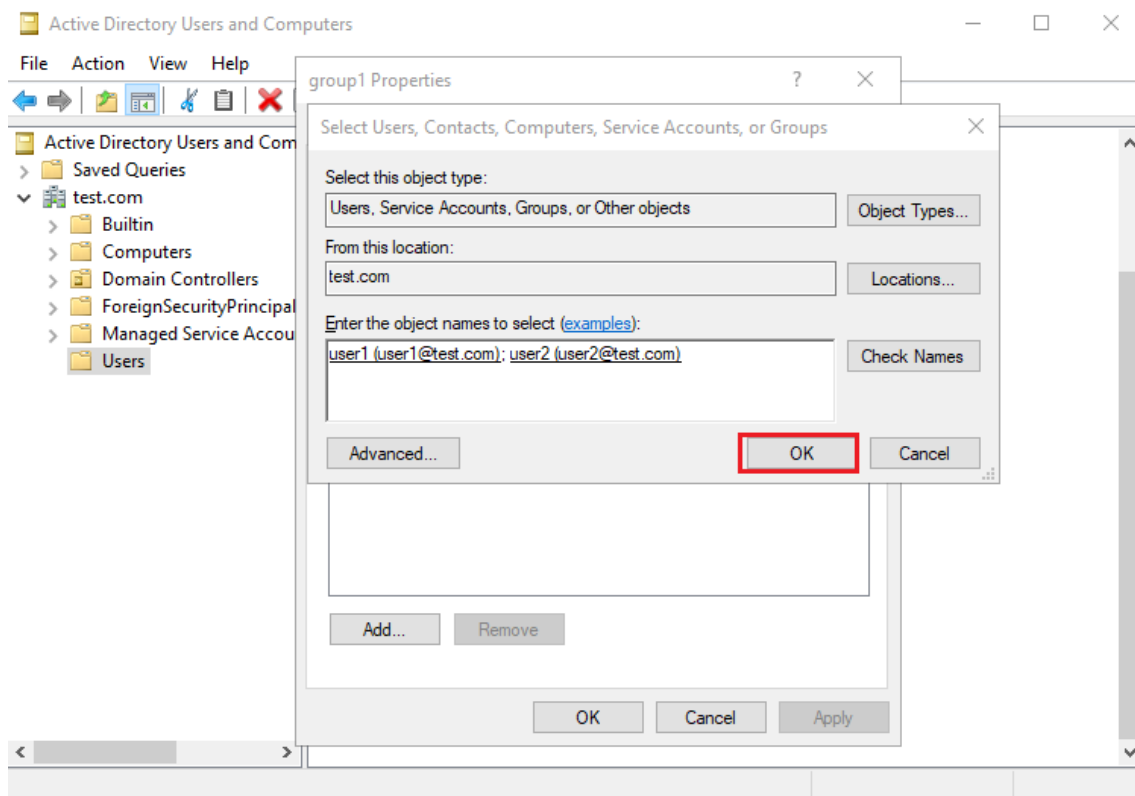 Active Directory Users and Computers
File Action View Help
group1 Properties
?
Select Users, Contacts, Computers, Service Accounts, or Groups
Active Directory Users and Com
Saved Queries
test.com
Builtin
Computers
Domain Controllers
ForeignSecurityPrincipal
Managed Service Accou
Users
Select this object type:
Users, Service Accounts, Groups, or Other objects
Object Types...
From this location:
test.com
Locations...
Enter the object names to select (examples):
user1 (user1@test.com); user2 (user2@test.com)
Check Names
Advanced...
OK
Cancel
Add...
Remove
OK
Cancel
Apply